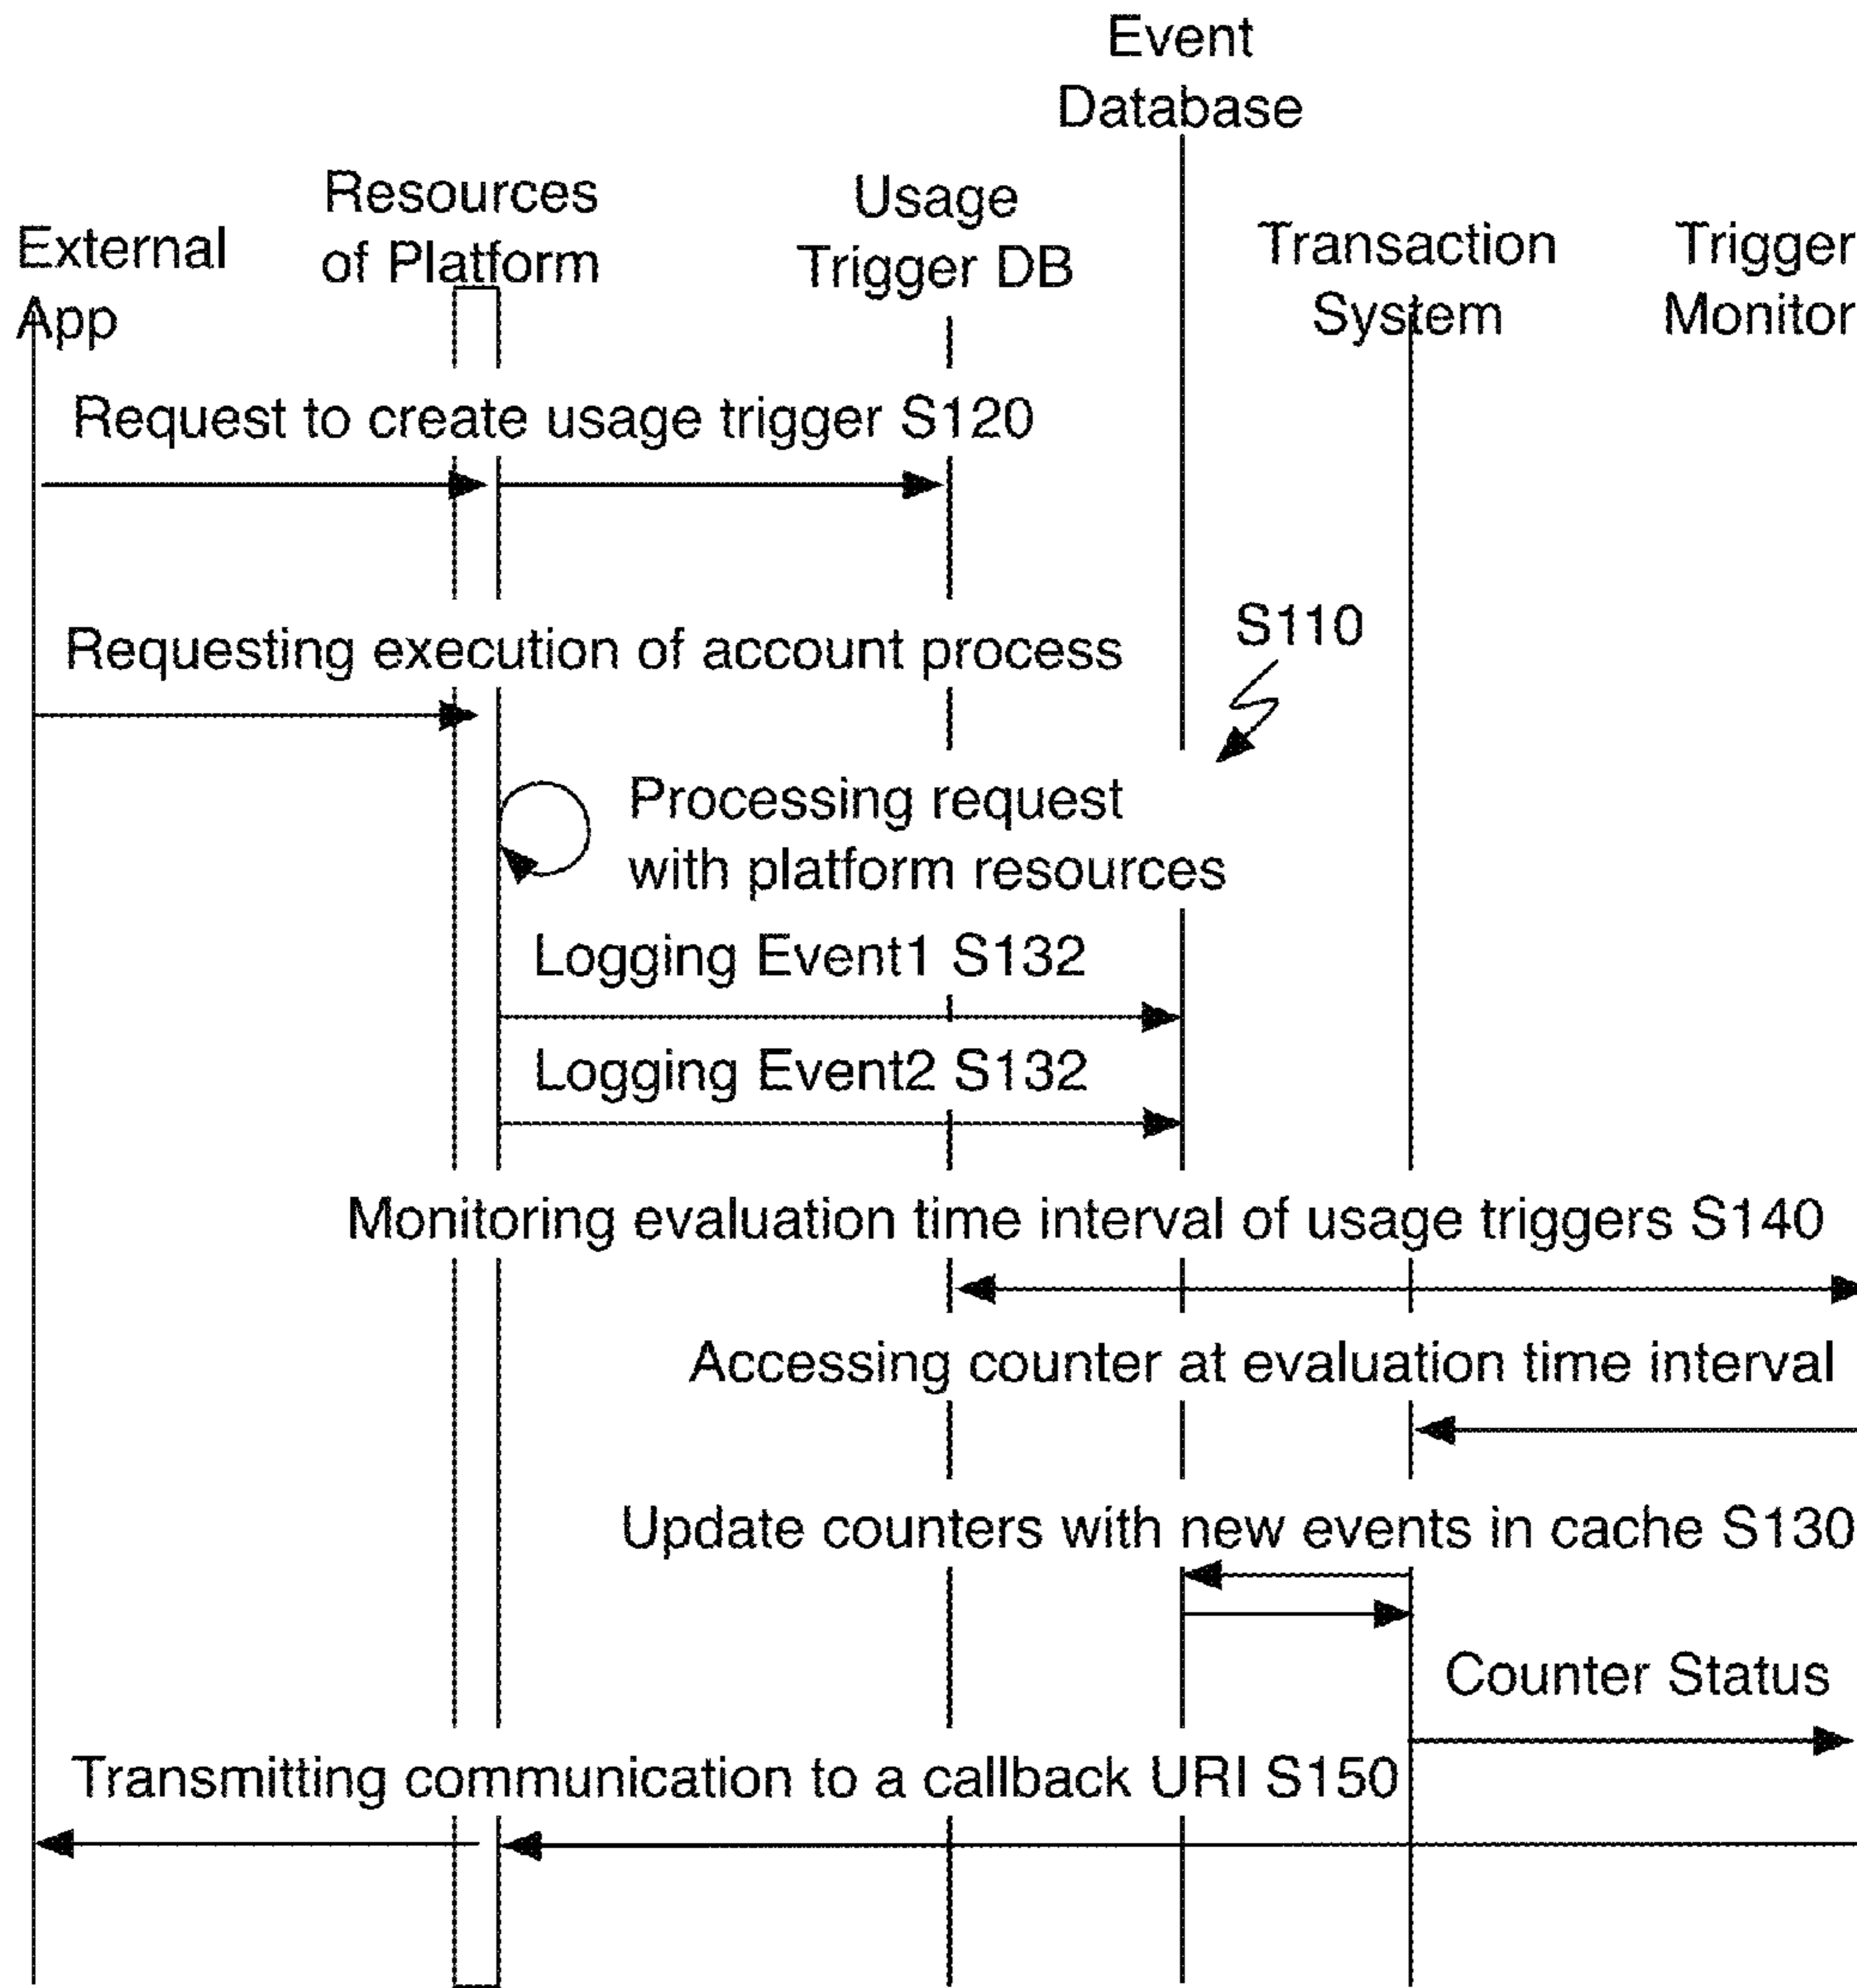 Event
Database
Resources
of Platform
Usage
Trigger DB
External
App
Transaction
System
Trigger
Monitor
Request to create usage trigger S120
Requesting execution of account process
S110
Processing request
with platform resources
Logging Event1 S132
Logging Event2 S132
Monitoring evaluation time interval of usage triggers S140
Accessing counter at evaluation time interval
Update counters with new events in cache S130
Counter Status
Transmitting communication to a callback URI S150